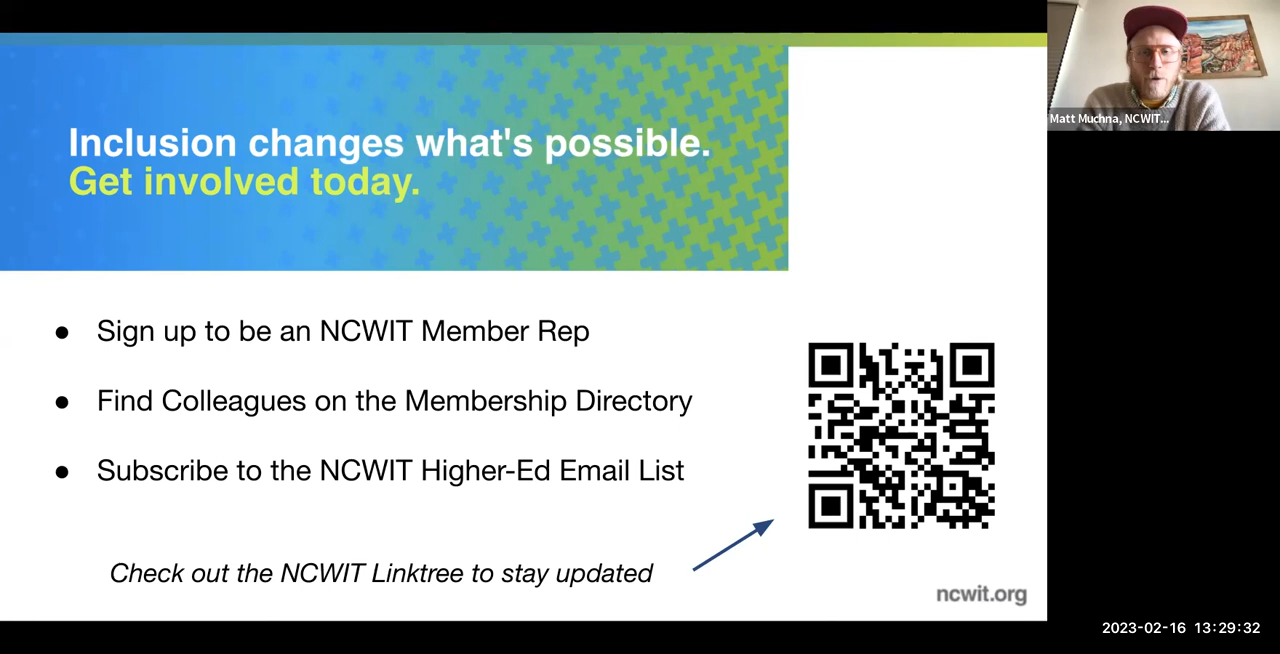 Inclusion changes what's possible.
Get involved today.
● Sign up to be an NCWIT Member Rep
● Find Colleagues on the Membership Directory
● Subscribe to the NCWIT Higher-Ed Email List
Check out the NCWIT Linktree to stay updated
ncwit.org
Matt Muchna, NCWIT...
2023-02-16 13:29:32